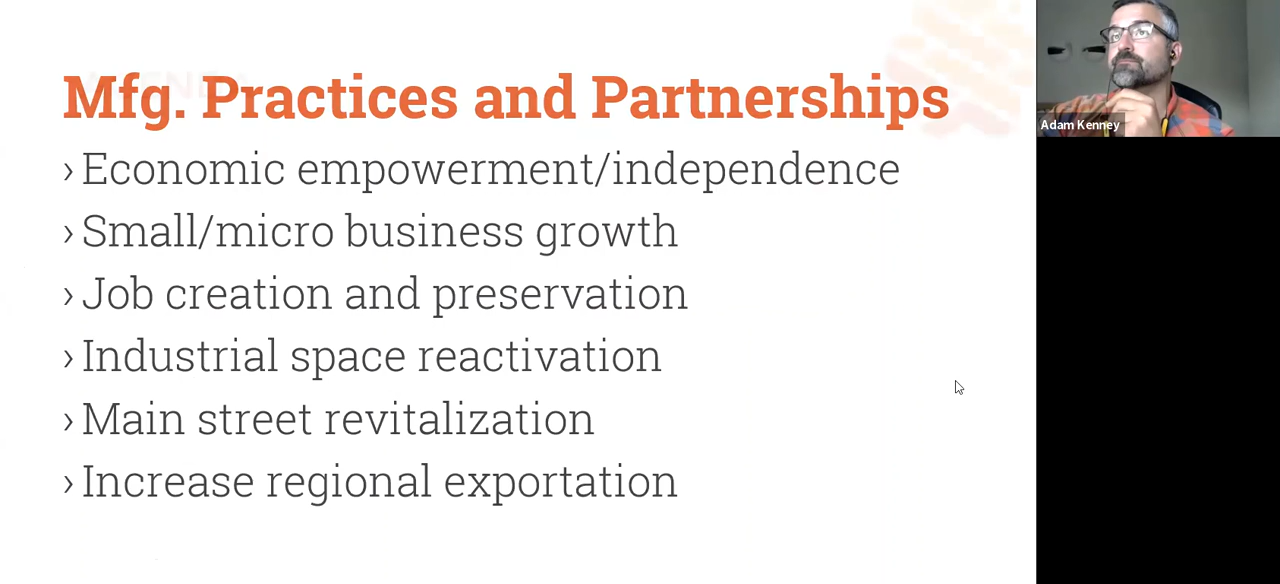 Mfg. Practices and Partnerships
› Economic empowerment/independence
› Small/micro business growth
› Job creation and preservation
› Industrial space reactivation
› Main street revitalization
› Increase regional exportation
Adam Kenney